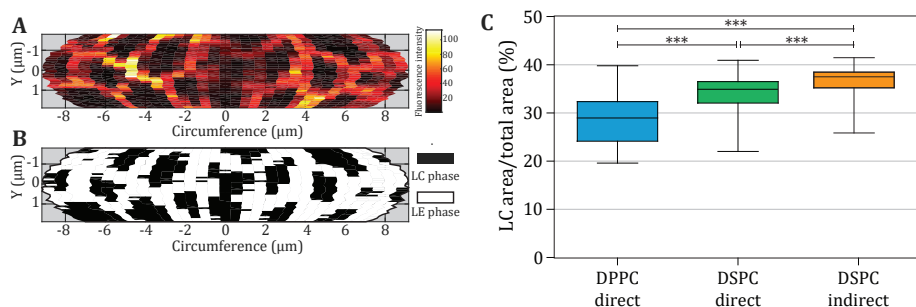 A
Y (μm)
-1
0
1
-8 -6 -4 -2 0 2 4 6 8
Circumference (μm)
Fluorescence intensity
100
80
60
40
20
B
Y (μm)
-1
0
1
-8 -6 -4 -2 0 2 4 6 8
Circumference (μm)
LC phase
LE phase
C
LC area/total area (%)
50
40
30
20
10
0
***
*** ***
DPPC DSPC DSPC
direct direct indirect